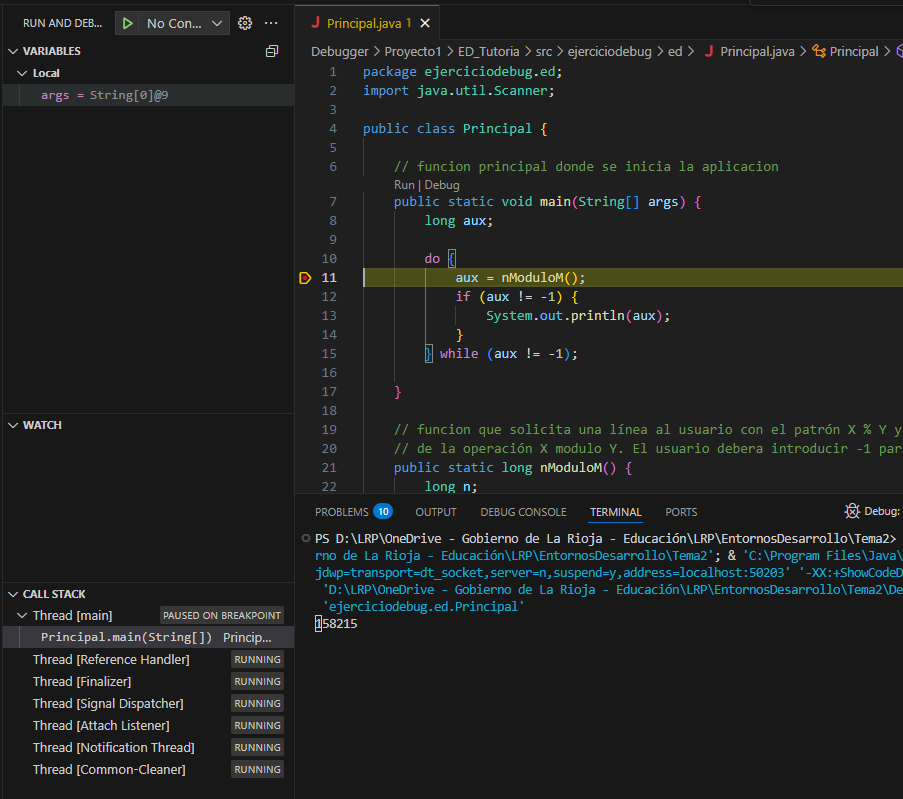 RUN AND DEB... No Con...
VARIABLES
Local
args = String[0]@9
WATCH
CALL STACK
Thread [main] PAUSED ON BREAKPOINT
Principal.main(String[]) Princip...
Thread [Reference Handler] RUNNING
Thread [Finalizer] RUNNING
Thread [Signal Dispatcher] RUNNING
Thread [Attach Listener] RUNNING
Thread [Notification Thread] RUNNING
Thread [Common-Cleaner] RUNNING
J Principal.java 1
Debugger > Proyecto1 > ED_Tutoria > src > ejerciciodebug > ed > J Principal.java > Principal >
1 package ejerciciodebug.ed;
2 import java.util.Scanner;
3
4 public class Principal {
5
6 // funcion principal donde se inicia la aplicacion
Run | Debug
7 public static void main(String[] args) {
8 long aux;
9
10 do {
11 aux = nModuloM();
12 if (aux != -1) {
13 System.out.println(aux);
14 }
15 } while (aux != -1);
16
17 }
18
19 // funcion que solicita una línea al usuario con el patrón X % Y y
20 // de la operación X modulo Y. El usuario debera introducir -1 par
21 public static long nModuloM() {
22 long n;
PROBLEMS 10 OUTPUT DEBUG CONSOLE TERMINAL PORTS Debug:
PS D:\LRP\OneDrive - Gobierno de La Rioja - Educación\LRP\EntornosDesarrollo\Tema2>
rno de La Rioja - Educación\LRP\EntornosDesarrollo\Tema2'; & 'C:\Program Files\Java\
jdwp=transport=dt_socket,server=n,suspend=y,address=localhost:50203' '-XX:+ShowCodeD
'D:\LRP\OneDrive - Gobierno de La Rioja - Educación\LRP\EntornosDesarrollo\Tema2\De
'ejerciciodebug.ed.Principal'
158215